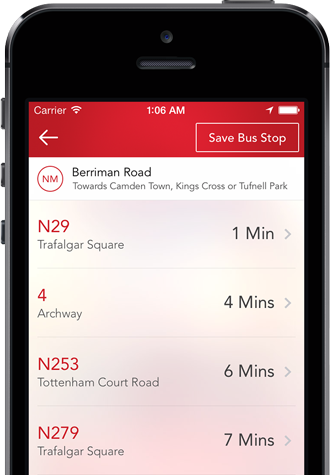 Carrier 1:06 AM
Save Bus Stop
NM Berriman Road
Towards Camden Town, Kings Cross or Tufnell Park
N29 1 Min
Trafalgar Square
4 4 Mins
Archway
N253 6 Mins
Tottenham Court Road
N279 7 Mins
Trafalgar Square